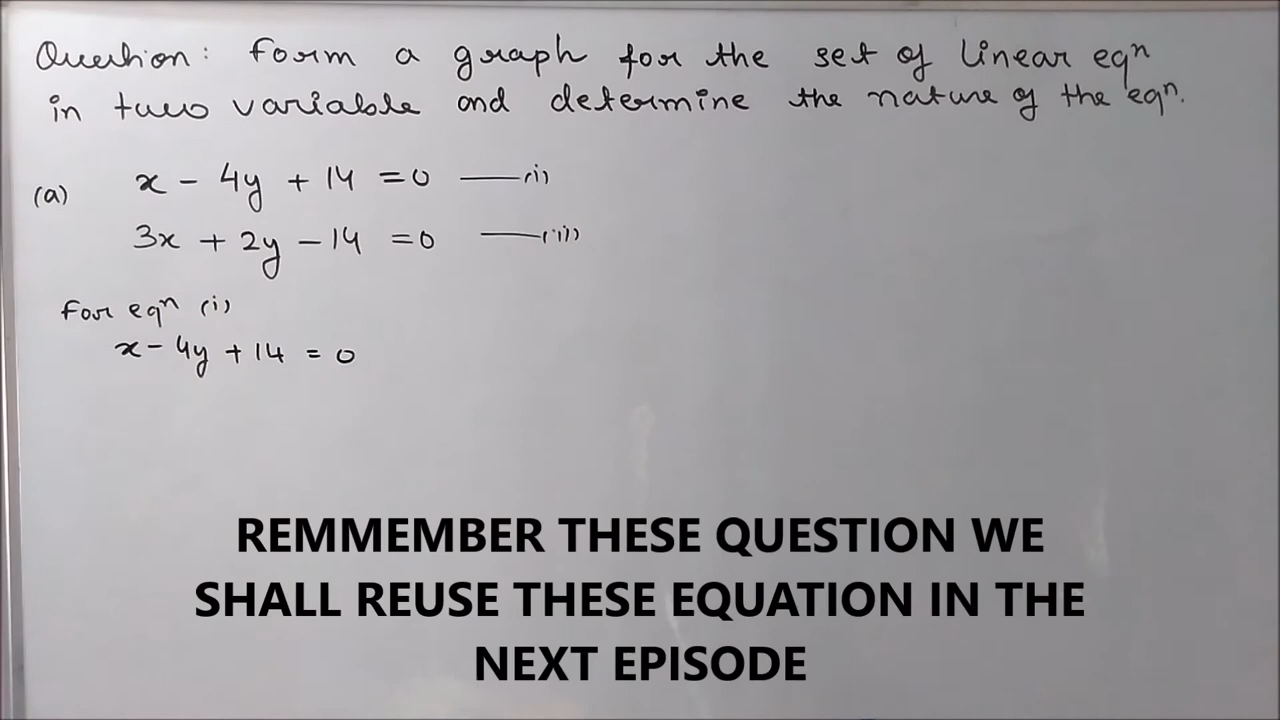 Question: Form a graph for the set of linear eqⁿ
in two variable and determine the nature of the eqⁿ.
(a) x - 4y + 14 = 0 —— (i)
3x + 2y - 14 = 0 —— (ii)
For eqⁿ (i)
x - 4y + 14 = 0
REMMEMBER THESE QUESTION WE
SHALL REUSE THESE EQUATION IN THE
NEXT EPISODE